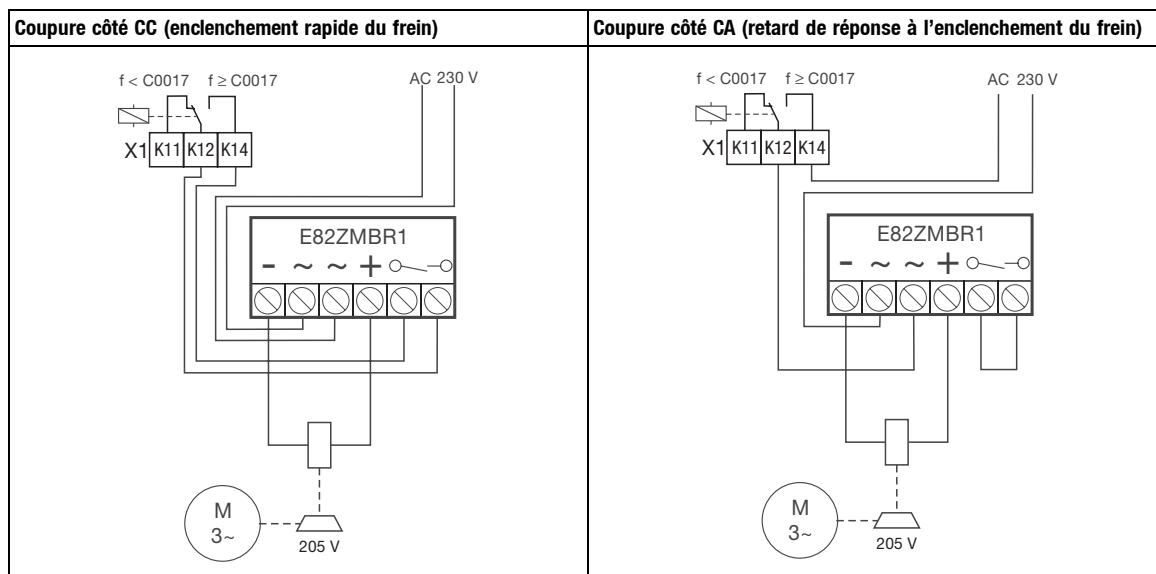 Coupure côté CC (enclenchement rapide du frein)
f < C0017 f ≥ C0017
AC 230 V
X1 K11 K12 K14
E82ZMBR1
- ~ ~ +
M
3~
205 V
Coupure côté CA (retard de réponse à l’enclenchement du frein)
f < C0017 f ≥ C0017
AC 230 V
X1 K11 K12 K14
E82ZMBR1
- ~ ~ +
M
3~
205 V